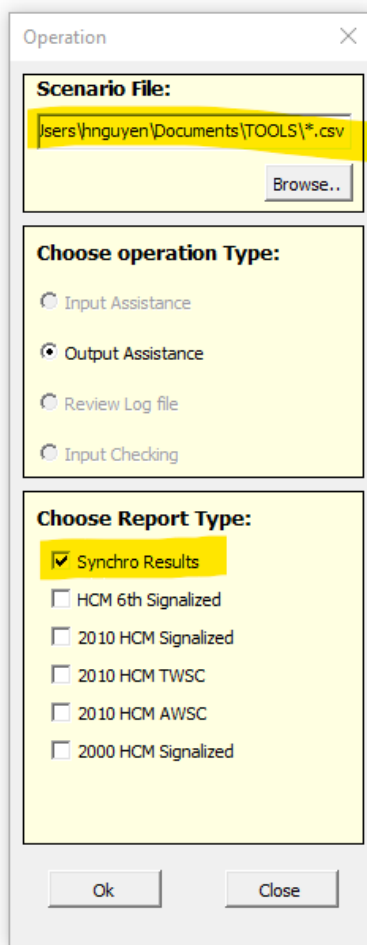 Operation
Scenario File:
Jsers\hnguyen\Documents\TOOLS\*.csv
Browse..
Choose operation Type:
Input Assistance
Output Assistance
Review Log file
Input Checking
Choose Report Type:
Synchro Results
HCM 6th Signalized
2010 HCM Signalized
2010 HCM TWSC
2010 HCM AWSC
2000 HCM Signalized
Ok
Close